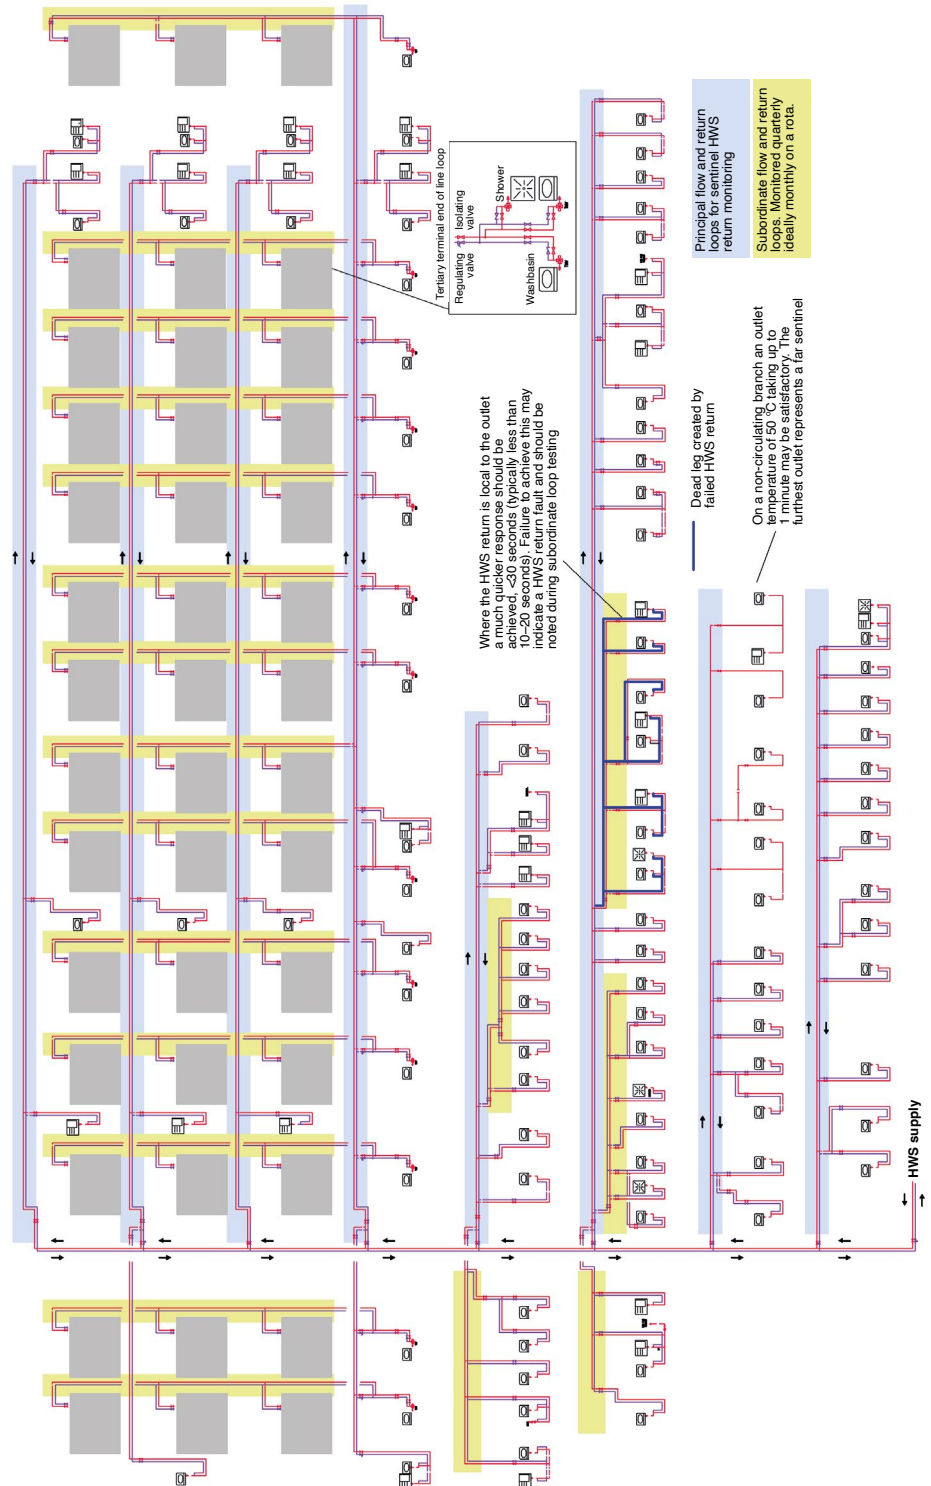 Tertiary terminal end of line loop
Regulating valve
Isolating valve
Shower
Washbasin
Principal flow and return
loops for sentinel HWS
return monitoring
Subordinate flow and return
loops. Monitored quarterly
ideally monthly on a rota.
Where the HWS return is local to the outlet
a much quicker response should be
achieved, <30 seconds (typically less than
10–20 seconds). Failure to achieve this may
indicate a HWS return fault and should be
noted during subordinate loop testing
Dead leg created by
failed HWS return
On a non-circulating branch an outlet
temperature of 50 °C taking up to
1 minute may be satisfactory. The
furthest outlet represents a far sentinel
HWS supply